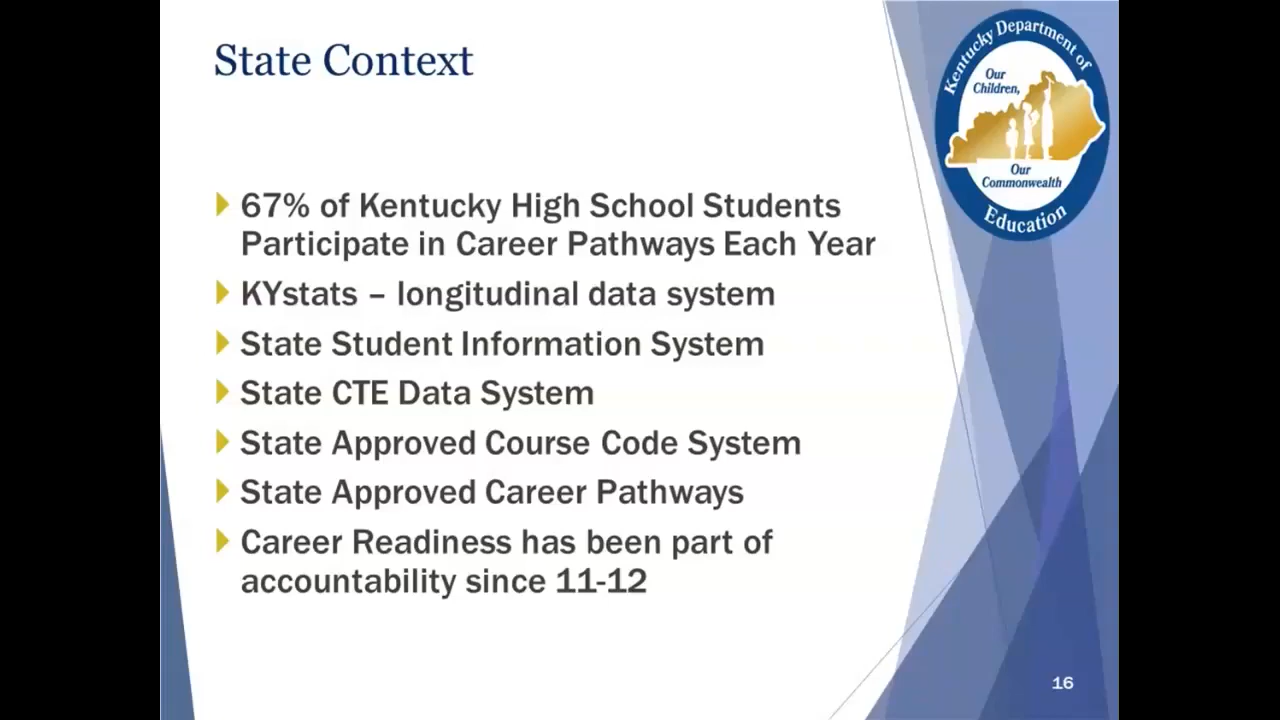 State Context
67% of Kentucky High School Students
Participate in Career Pathways Each Year
KYstats – longitudinal data system
State Student Information System
State CTE Data System
State Approved Course Code System
State Approved Career Pathways
Career Readiness has been part of
accountability since 11-12
Kentucky Department of
Our
Children,
Our
Commonwealth
Education
16